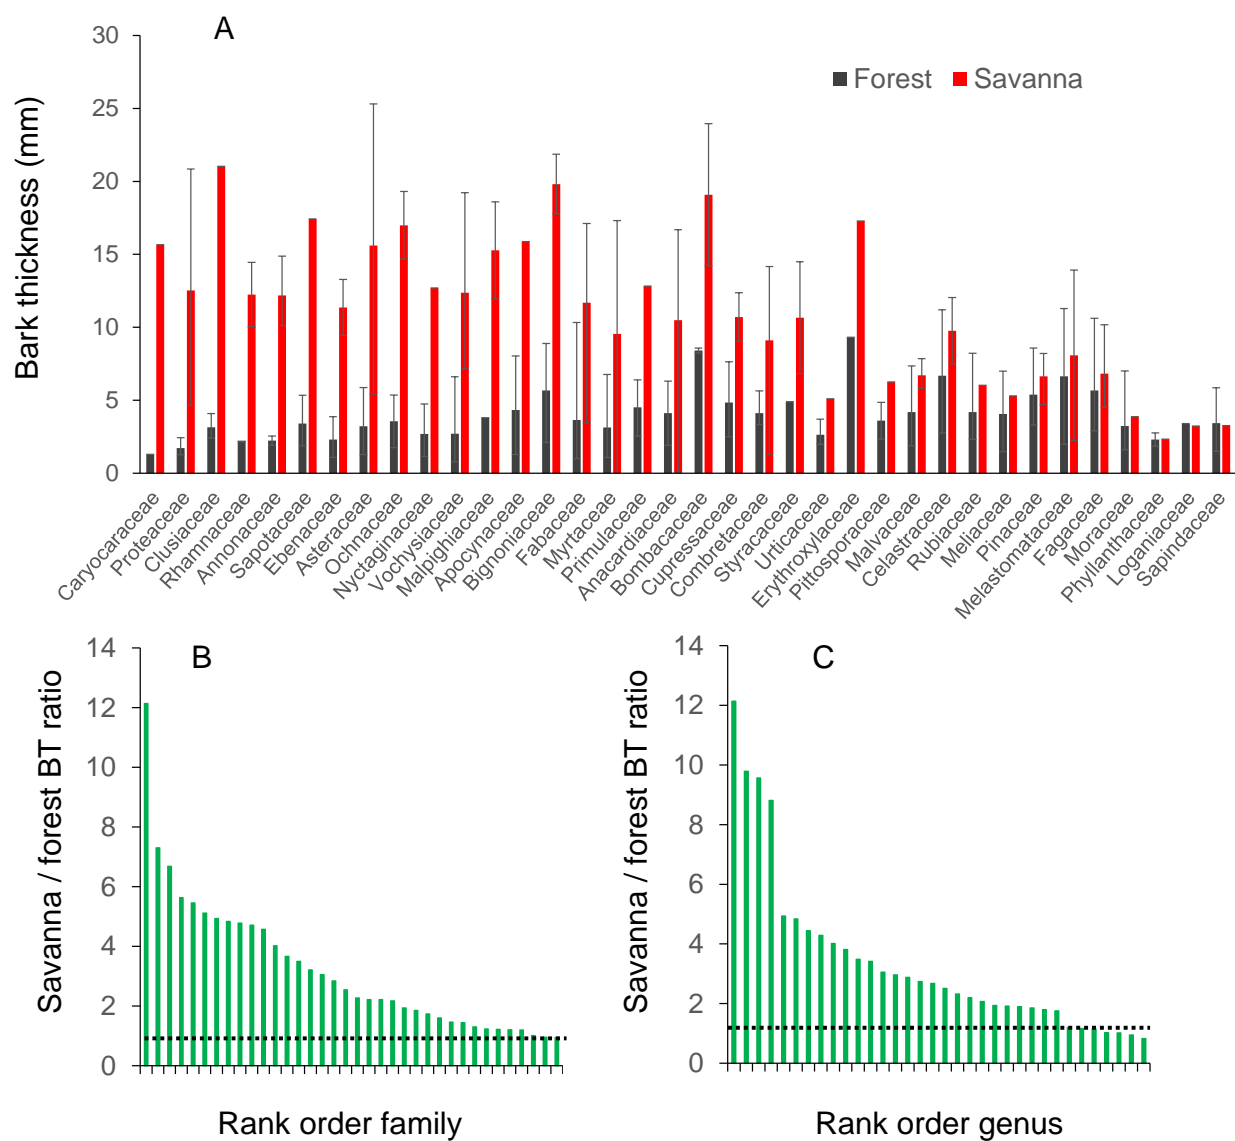 A
Forest
Savanna
Bark thickness (mm)
30
25
20
15
10
5
0
Caryocaraceae
Proteaceae
Clusiaceae
Rhamnaceae
Annonaceae
Sapotaceae
Ebenaceae
Asteraceae
Ochnaceae
Nyctaginaceae
Vochysiaceae
Malpighiaceae
Apocynaceae
Bignoniaceae
Fabaceae
Myrtaceae
Primulaceae
Anacardiaceae
Bombacaceae
Cupressaceae
Combretaceae
Styracaceae
Urticaceae
Erythroxylaceae
Pittosporaceae
Malvaceae
Celastraceae
Rubiaceae
Meliaceae
Pinaceae
Melastomataceae
Fagaceae
Moraceae
Phyllanthaceae
Loganiaceae
Sapindaceae
B
Savanna / forest BT ratio
14
12
10
8
6
4
2
0
Rank order family
C
Savanna / forest BT ratio
14
12
10
8
6
4
2
0
Rank order genus